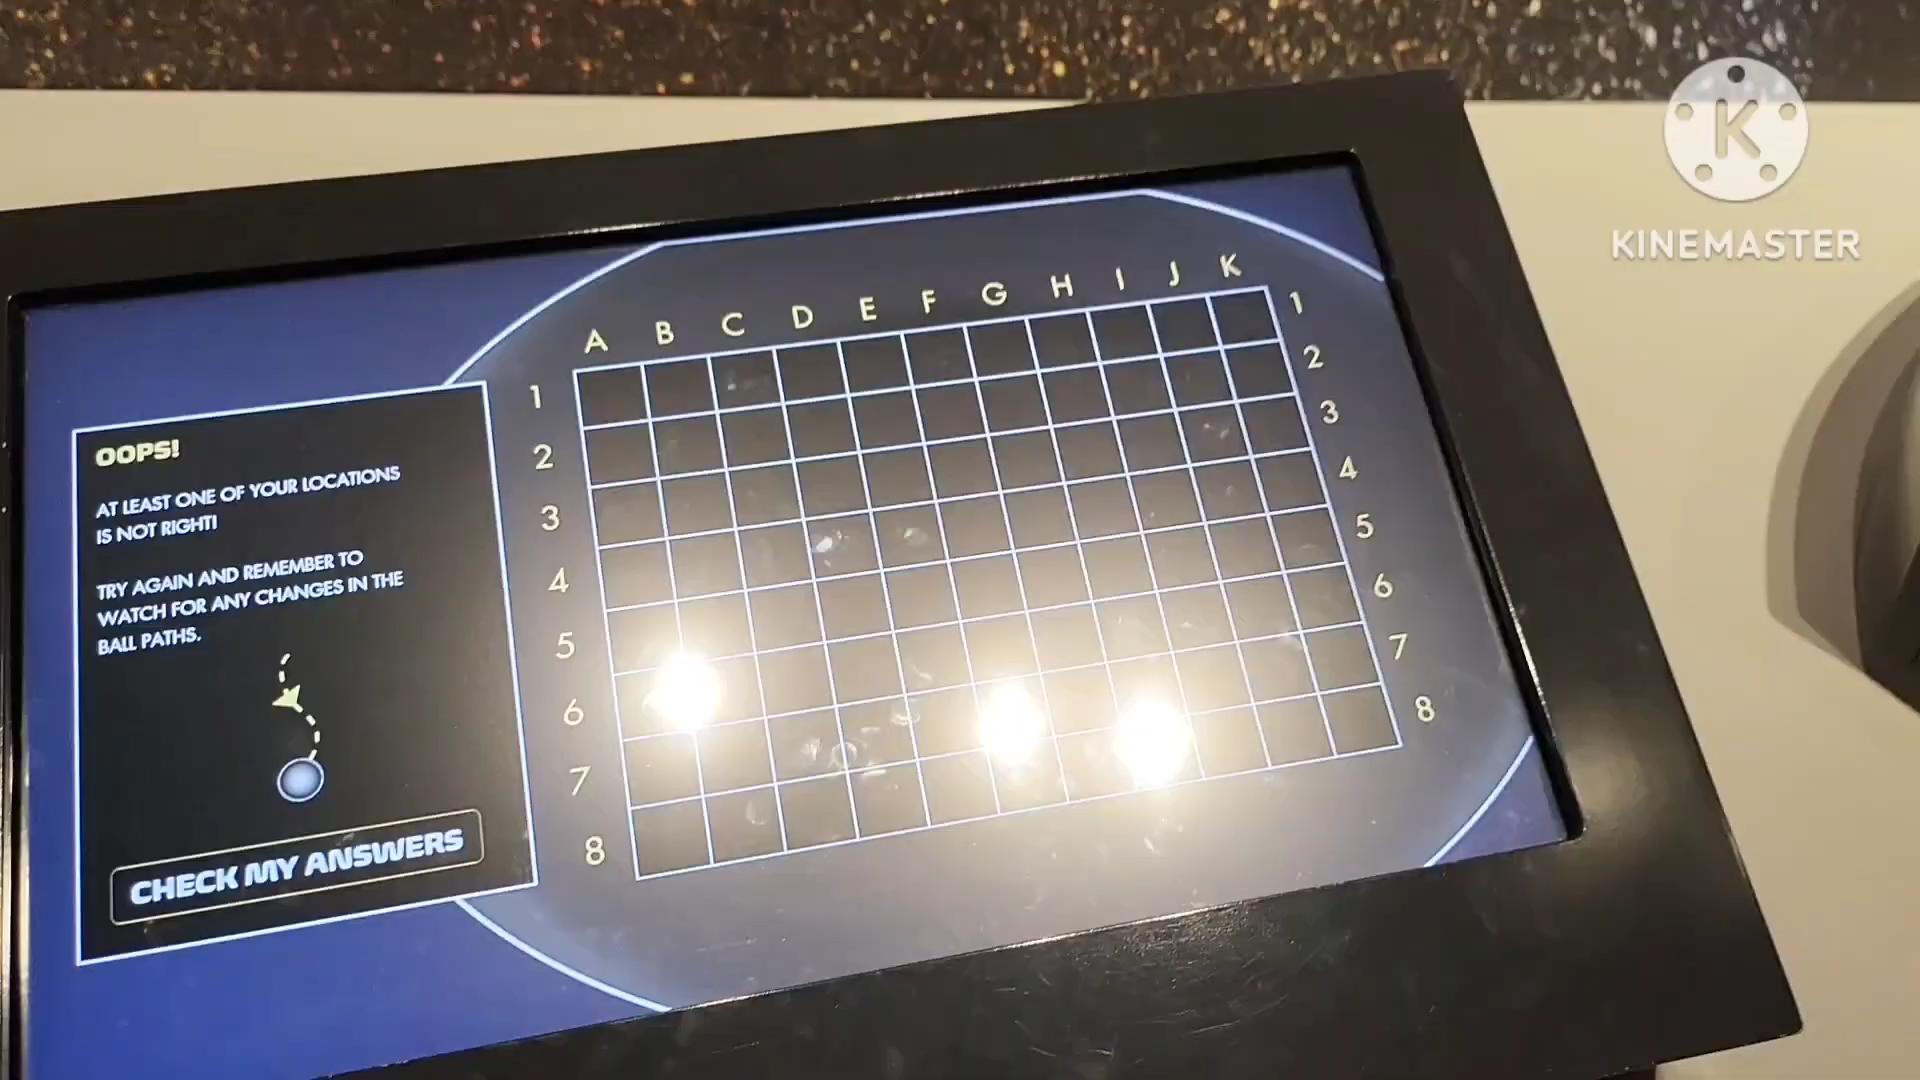 K
KINEMASTER
A B C D E F G H I J K
1 1
2 2
3 3
4 4
5 5
6 6
7 7
8 8
OOPS!
AT LEAST ONE OF YOUR LOCATIONS
IS NOT RIGHT!
TRY AGAIN AND REMEMBER TO
WATCH FOR ANY CHANGES IN THE
BALL PATHS.
CHECK MY ANSWERS